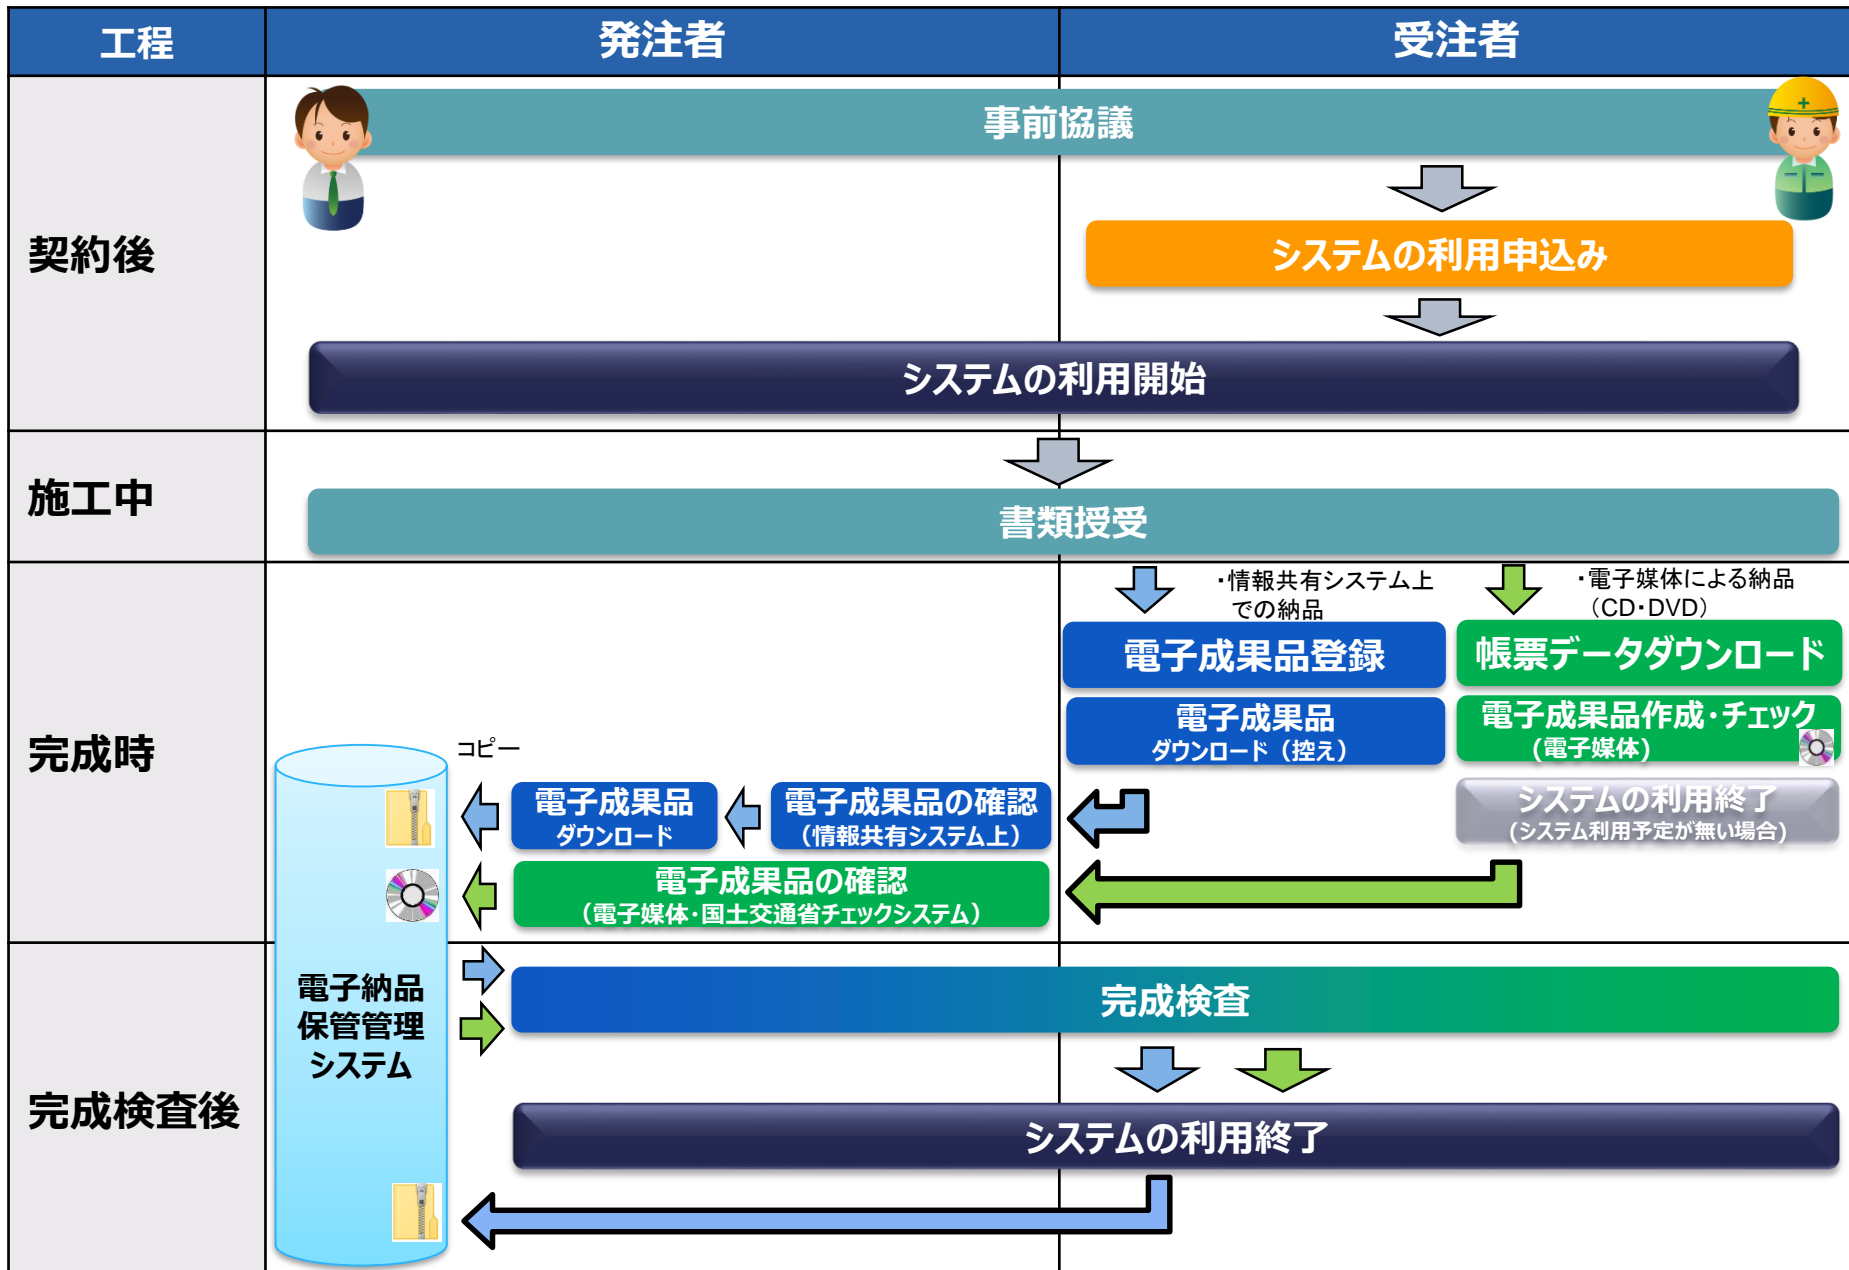 工程
発注者
受注者
契約後
事前協議
システムの利用申込み
システムの利用開始
施工中
書類授受
完成時
・情報共有システム上
での納品
・電子媒体による納品
（CD・DVD）
電子成果品登録
帳票データダウンロード
電子成果品
ダウンロード（控え）
電子成果品作成・チェック
(電子媒体)
コピー
電子成果品
ダウンロード
電子成果品の確認
（情報共有システム上）
システムの利用終了
(システム利用予定が無い場合)
電子成果品の確認
（電子媒体・国土交通省チェックシステム）
電子納品
保管管理
システム
完成検査後
完成検査
システムの利用終了